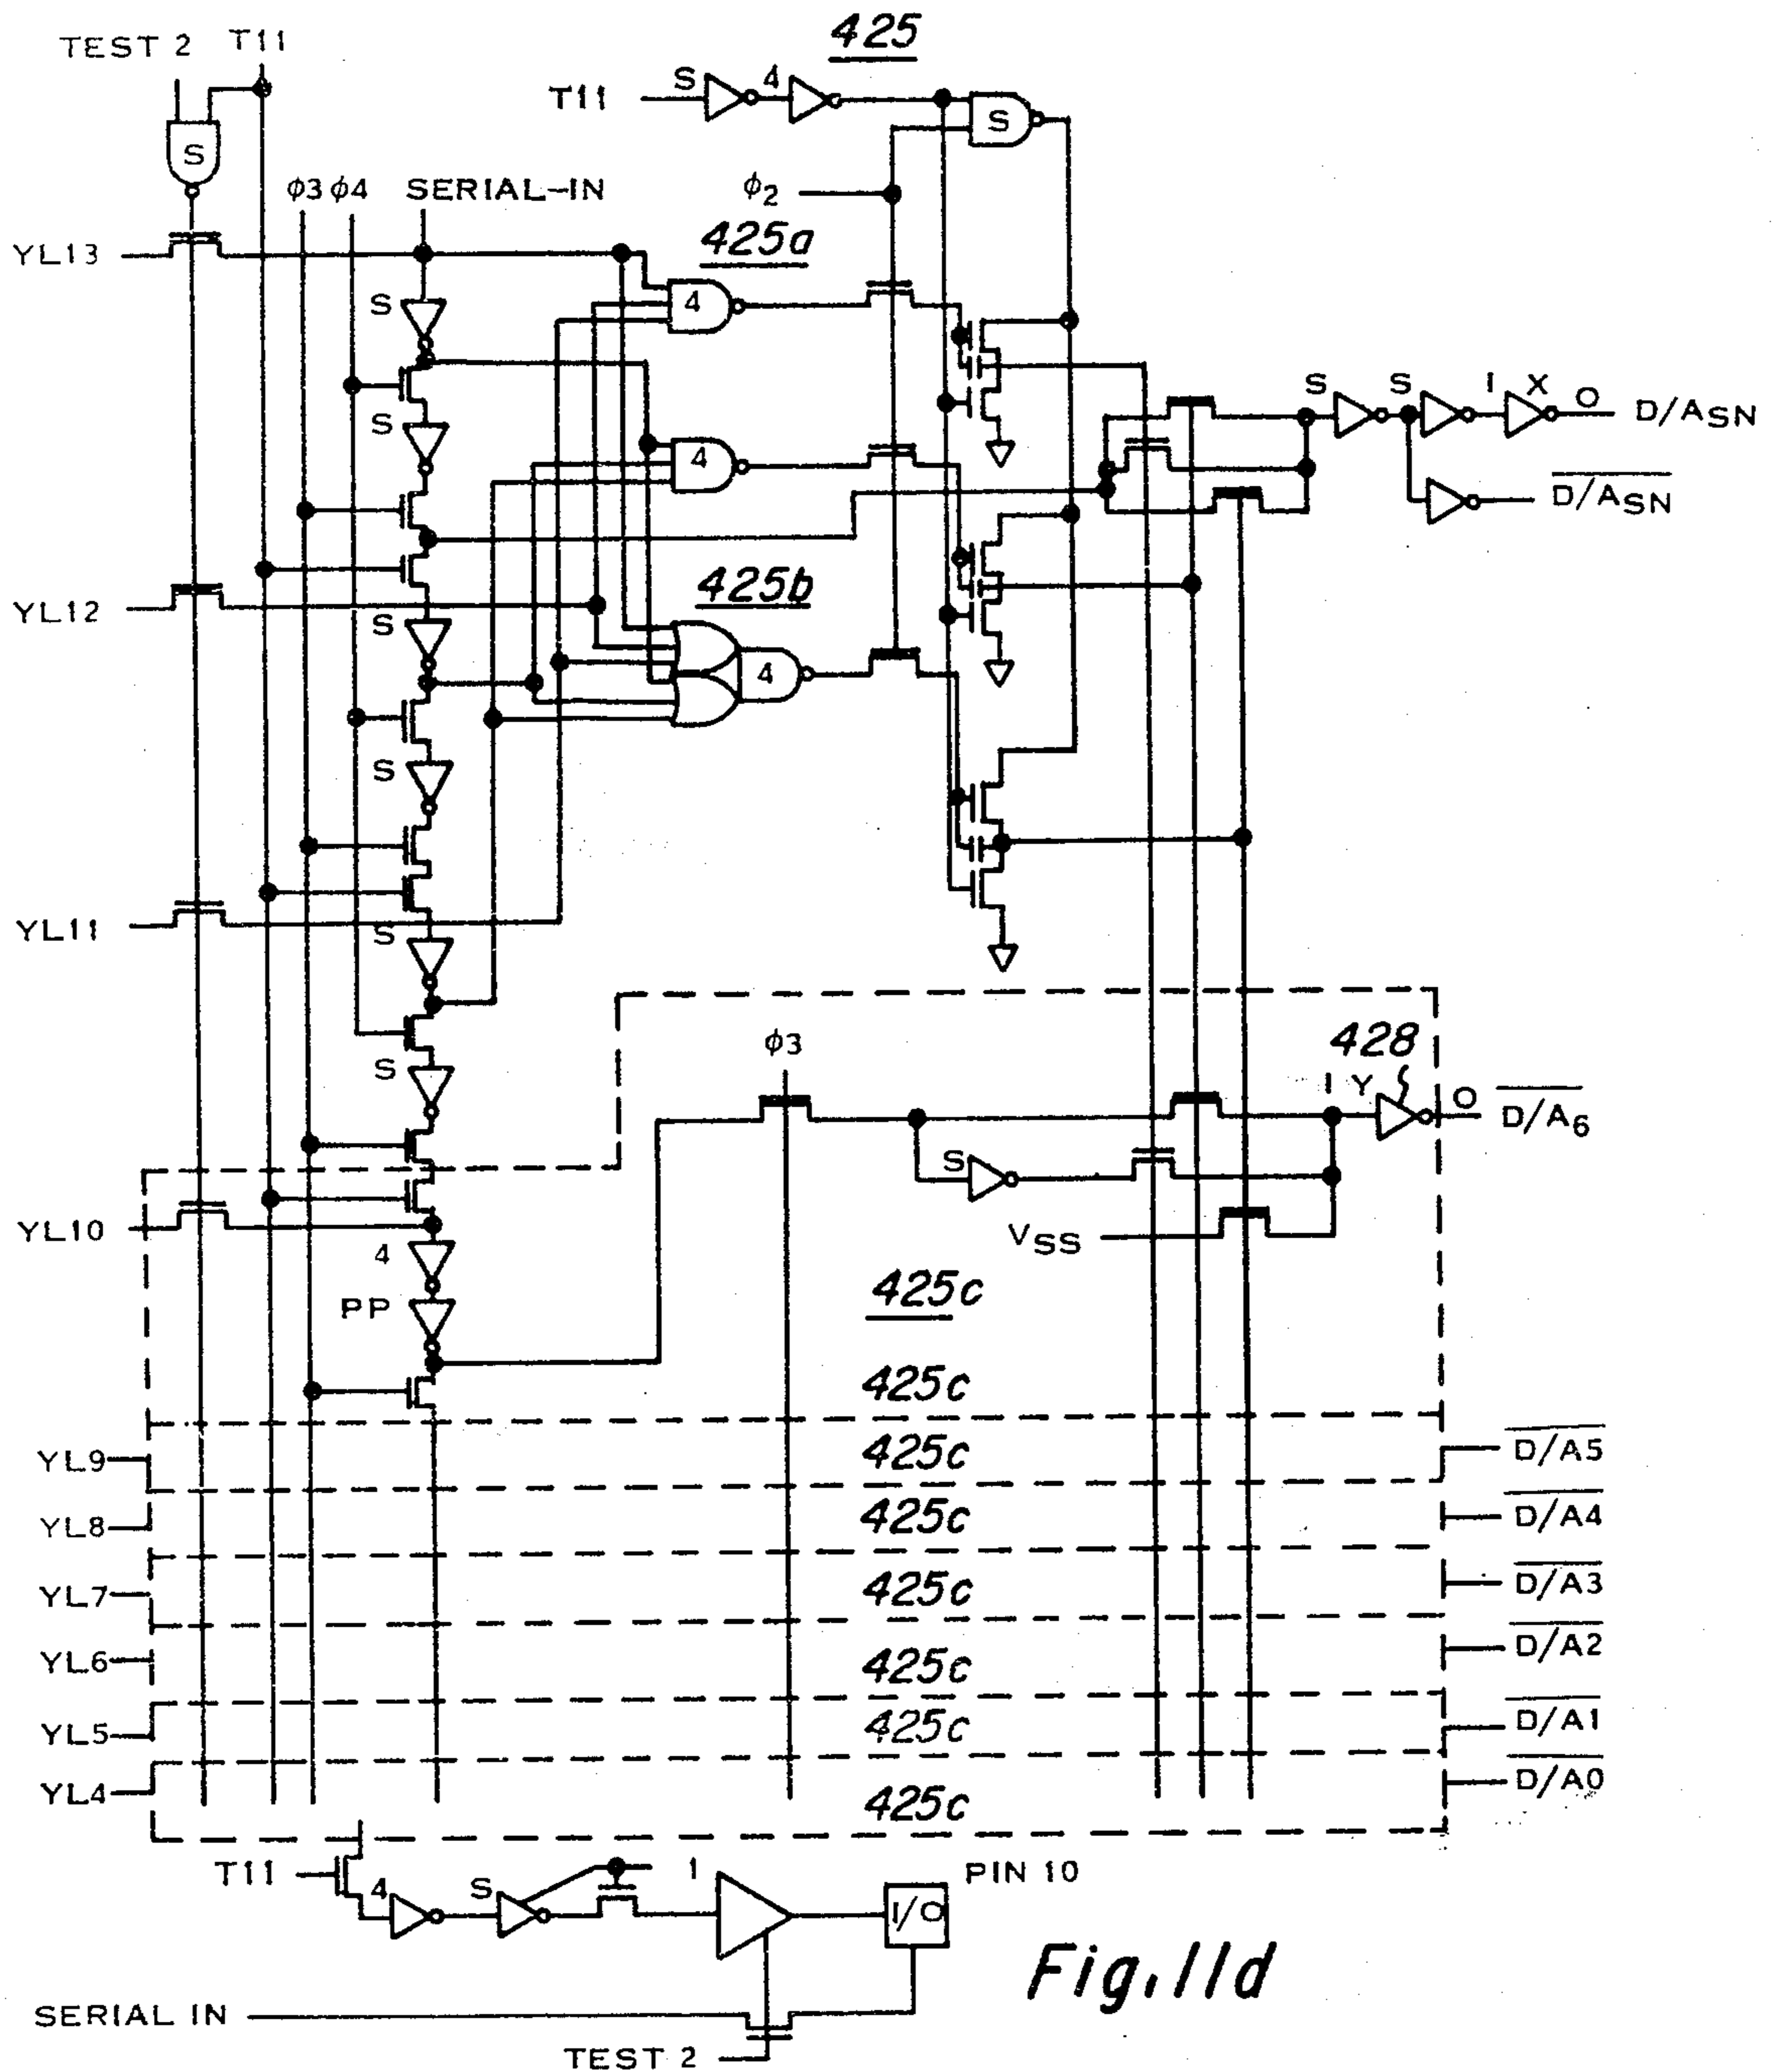 425
TEST 2 T11
T11 S 4 S
S
ϕ3 ϕ4 SERIAL-IN ϕ2
YL13 425a
S 4
S
S S 1 X O D/ASN
4
D/ASN
425b
YL12
S
4
S
YL11
S
ϕ3 428
S 1 Y O D/A6
S
YL10
VSS
4
425c
PP
425c
YL9 425c D/A5
YL8 425c D/A4
YL7 425c D/A3
YL6 425c D/A2
YL5 425c D/A1
YL4 425c D/A0
T11 4 S 1 PIN 10
I/O
Fig. 11d
SERIAL IN
TEST 2